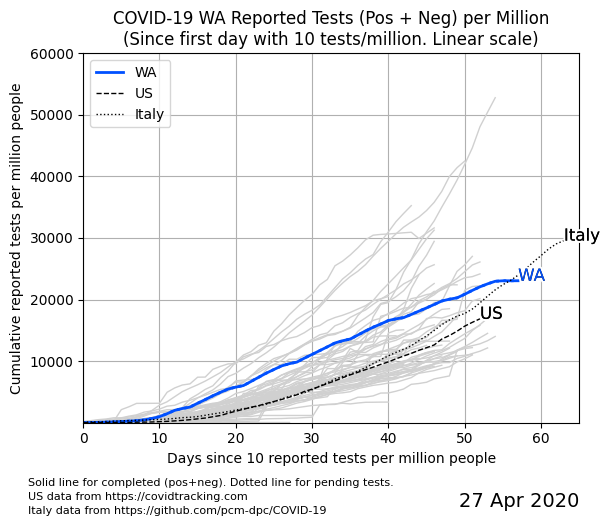 COVID-19 WA Reported Tests (Pos + Neg) per Million
(Since first day with 10 tests/million. Linear scale)
Cumulative reported tests per million people
60000
50000
40000
30000
20000
10000
WA
US
Italy
Italy
WA
US
0 10 20 30 40 50 60
Days since 10 reported tests per million people
Solid line for completed (pos+neg). Dotted line for pending tests.
US data from https://covidtracking.com
Italy data from https://github.com/pcm-dpc/COVID-19
27 Apr 2020